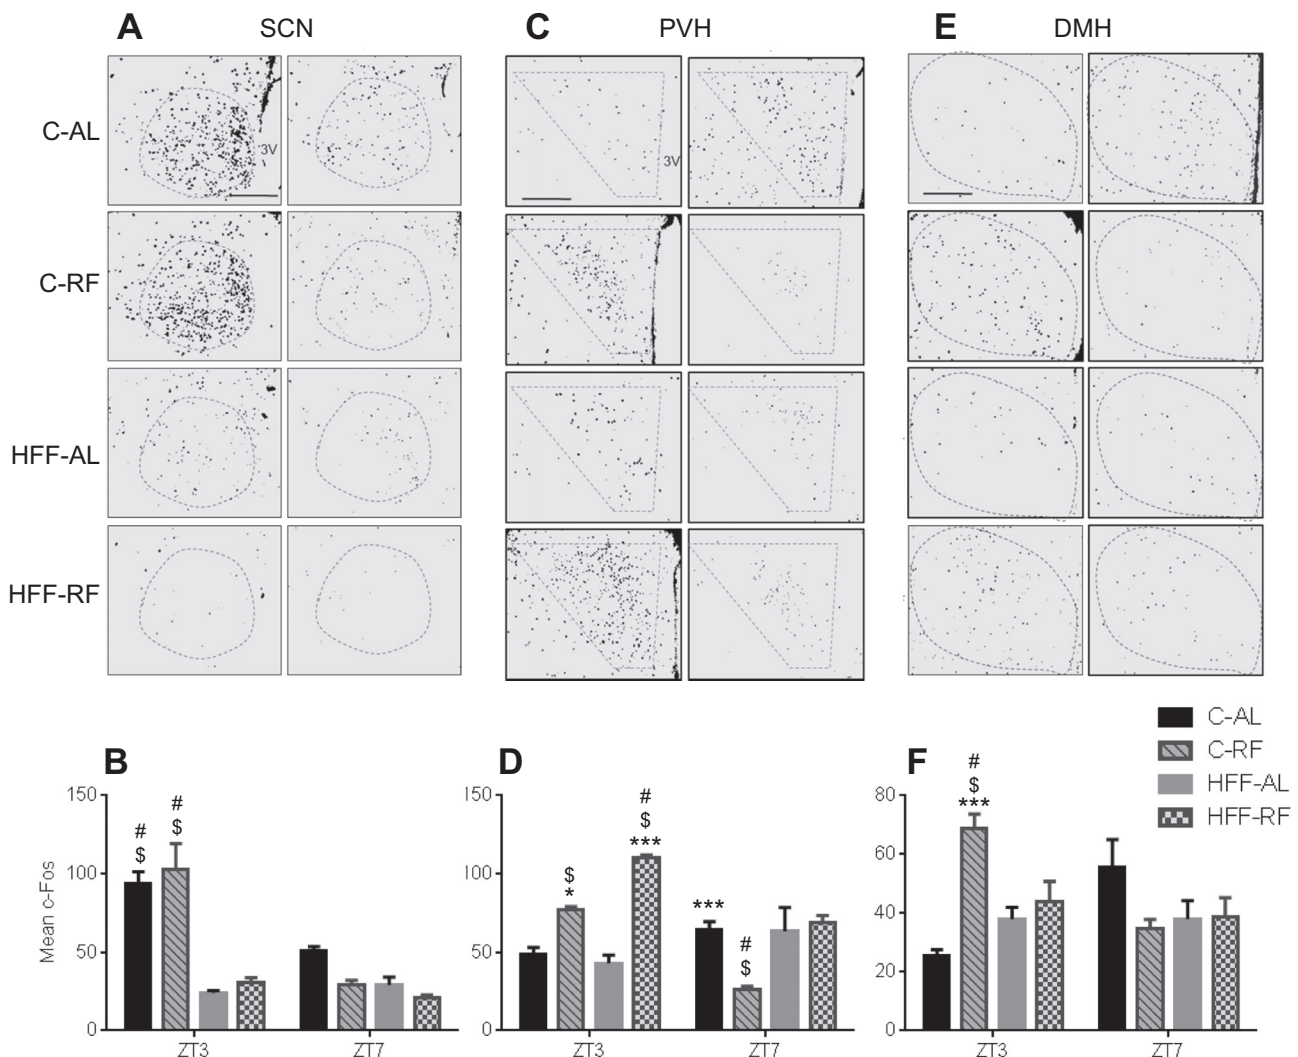 A SCN
C PVH
E DMH
C-AL
3V
3V
C-RF
HFF-AL
HFF-RF
C-AL
C-RF
HFF-AL
HFF-RF
B
D
F
Mean c-Fos
150
100
50
0
#
$
#
$
ZT3
ZT7
150
100
50
0
$
*
#
$
***
***
#
$
ZT3
ZT7
80
60
40
20
0
#
$
***
ZT3
ZT7